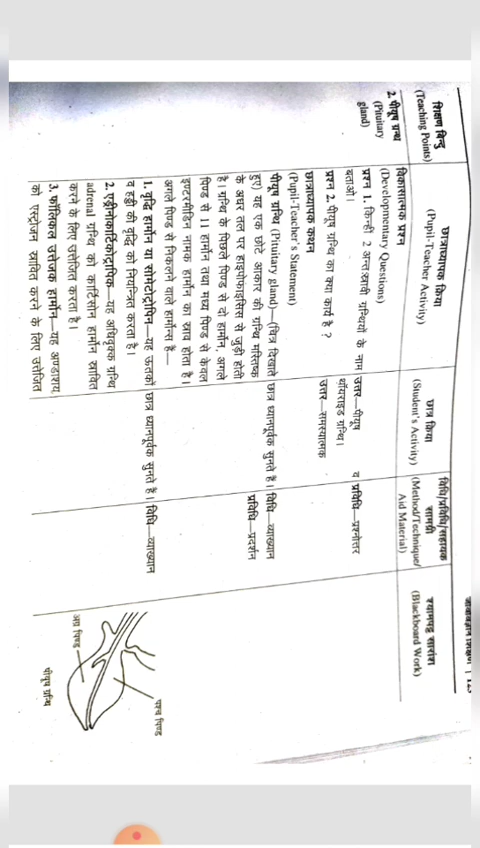 जीवविज्ञान शिक्षण | 123
शिक्षण बिन्दु
(Teaching Points)
छात्राध्यापक क्रिया
(Pupil-Teacher Activity)
छात्र क्रिया
(Student's Activity)
विधि/प्रविधि/सहायक
सामग्री
(Method/Technique/
Aid Material)
श्यामपट्ट सारांश
(Blackboard Work)
2. पीयूष ग्रन्थ
(Pituitary
gland)
विकासात्मक प्रश्न
(Developmentary Questions)
प्रश्न 1. किन्हीं 2 अन्तःस्रावी ग्रन्थियों के नाम
बताओ।
प्रश्न 2. पीयूष ग्रन्थि का क्या कार्य है ?
छात्राध्यापक कथन
(Pupil-Teacher's Statement)
पीयूष ग्रन्थि (Pituitary gland)—(चित्र दिखाते
हुए) यह एक छोटे आकार की ग्रन्थि मस्तिष्क
के अधर तल पर हाइपोफाइसिस से जुड़ी होती
है। ग्रन्थि के पिछले पिण्ड से दो हार्मोन, अगले
पिण्ड से 11 हार्मोन तथा मध्य पिण्ड से केवल
इण्टरमीडिन नामक हार्मोन का स्राव होता है।
अगले पिण्ड से निकलने वाले हार्मोन्स हैं—
1. वृद्धि हार्मोन या सोमेटोट्रोपिन—यह ऊतकों
व हड्डी की वृद्धि को नियन्त्रित करता है।
2. एड्रीनोकार्टिकोट्रापिक—यह अधिवृक्क ग्रन्थि
adrenal ग्रन्थि को कार्टिसोन हार्मोन स्रावित
करने के लिए उत्तेजित करता है।
3. फॉलिकल उत्तेजक हार्मोन—यह अण्डाशय
को एस्ट्रोजन स्रावित करने के लिए उत्तेजित
उत्तर—पीयूष व
थॉयराइड ग्रन्थि।
उत्तर—समस्यात्मक
छात्र ध्यानपूर्वक सुनते हैं।
छात्र ध्यानपूर्वक सुनते हैं।
प्रविधि—प्रश्नोत्तर
विधि—व्याख्यान
प्रविधि—प्रदर्शन
विधि—व्याख्यान
पश्च पिण्ड
अग्र पिण्ड
पीयूष ग्रन्थि